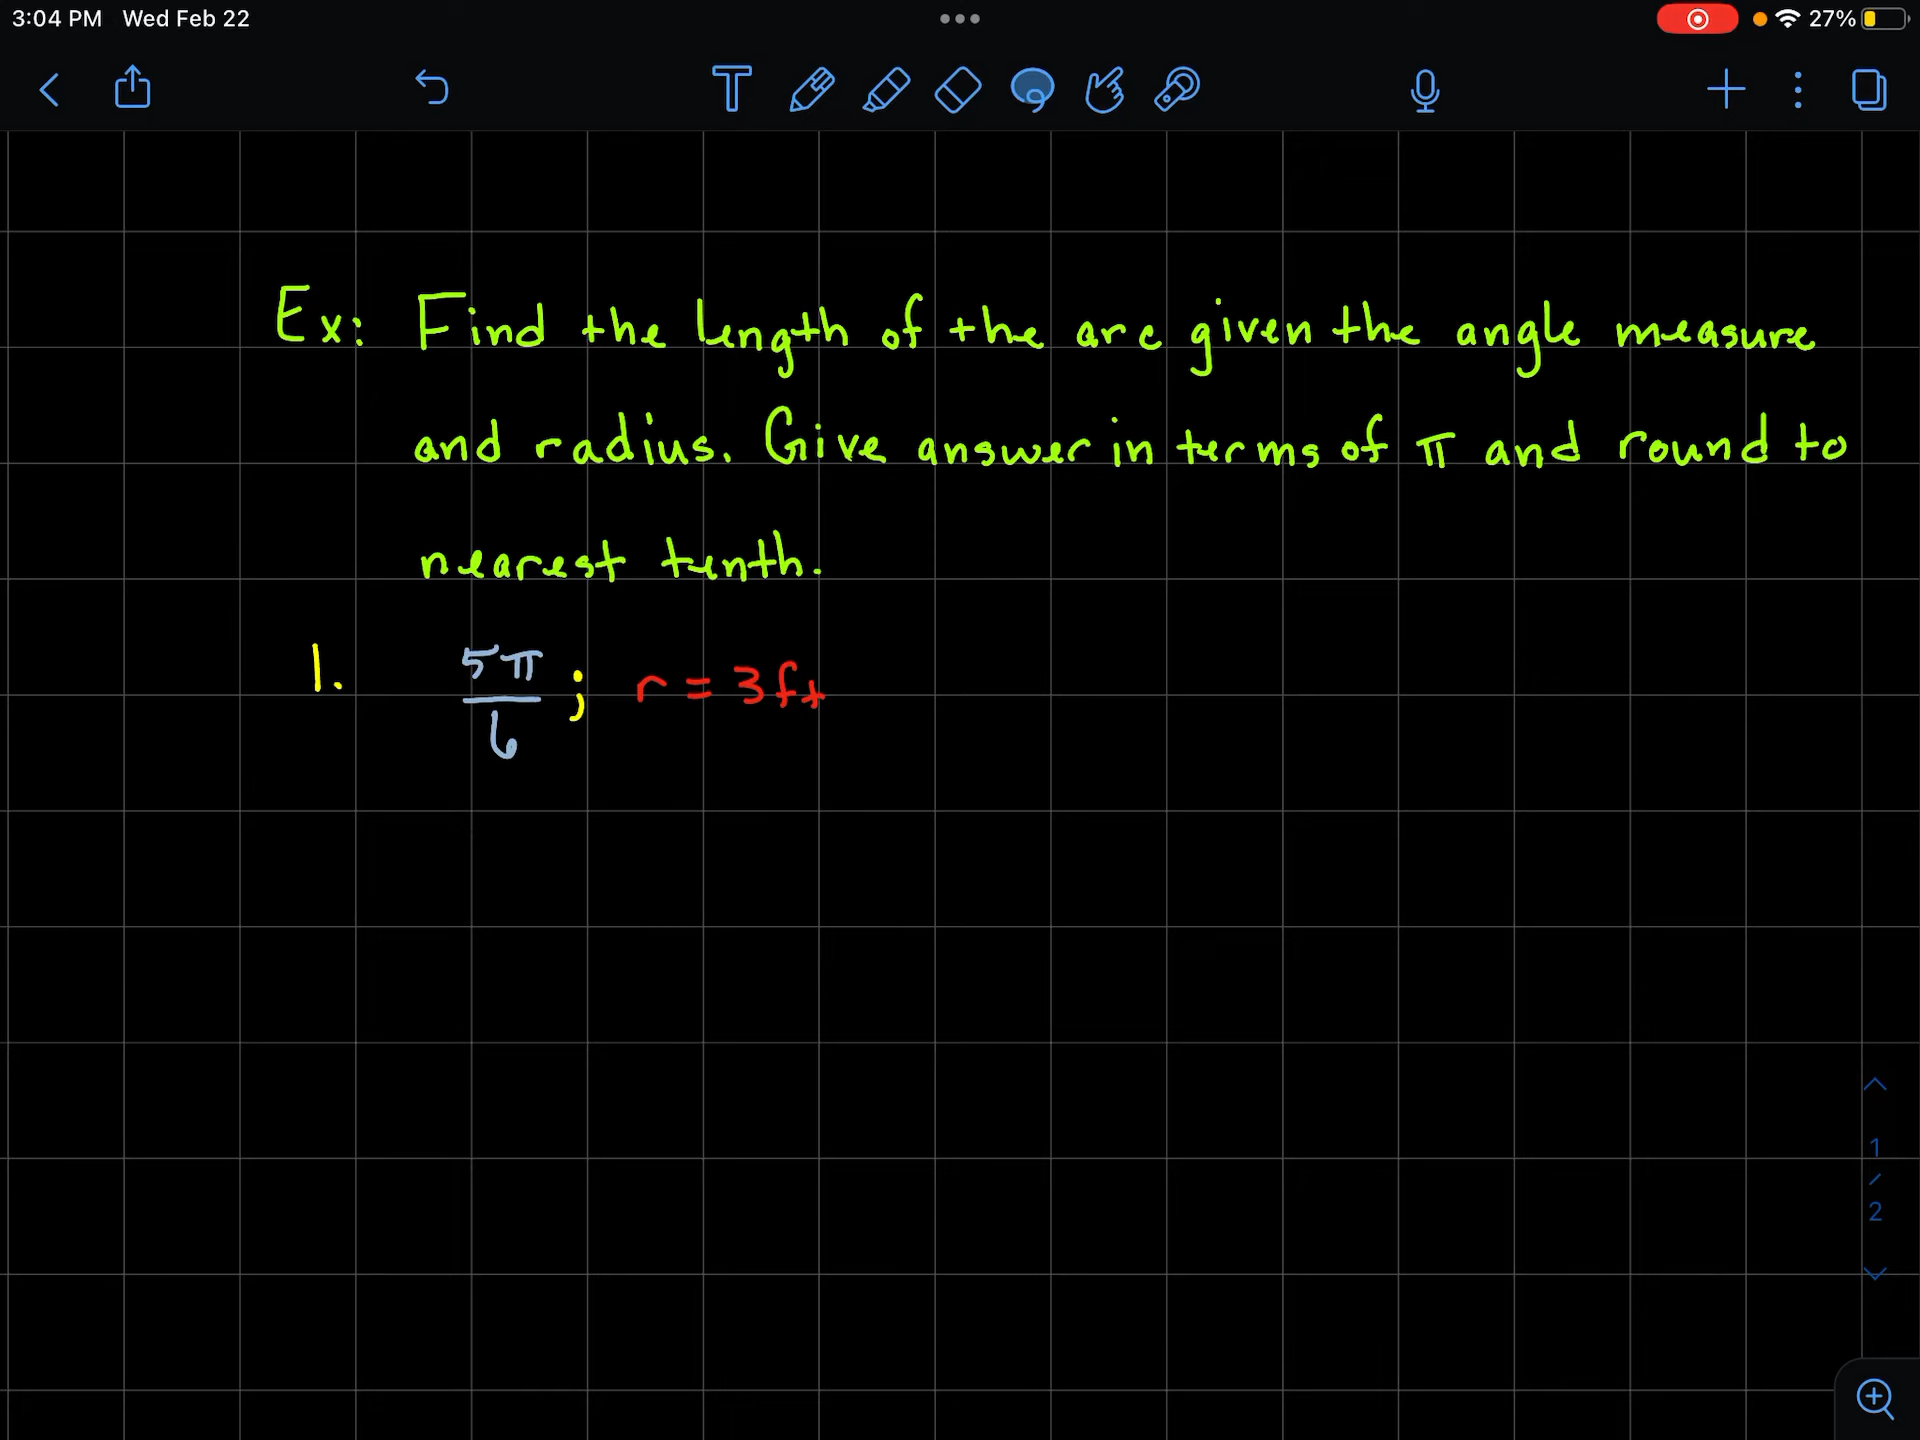 3:04 PM Wed Feb 22
27%
T
Ex: Find the length of the arc given the angle measure
and radius. Give answer in terms of π and round to
nearest tenth.
1. 5π/6 ; r = 3ft
1
/
2